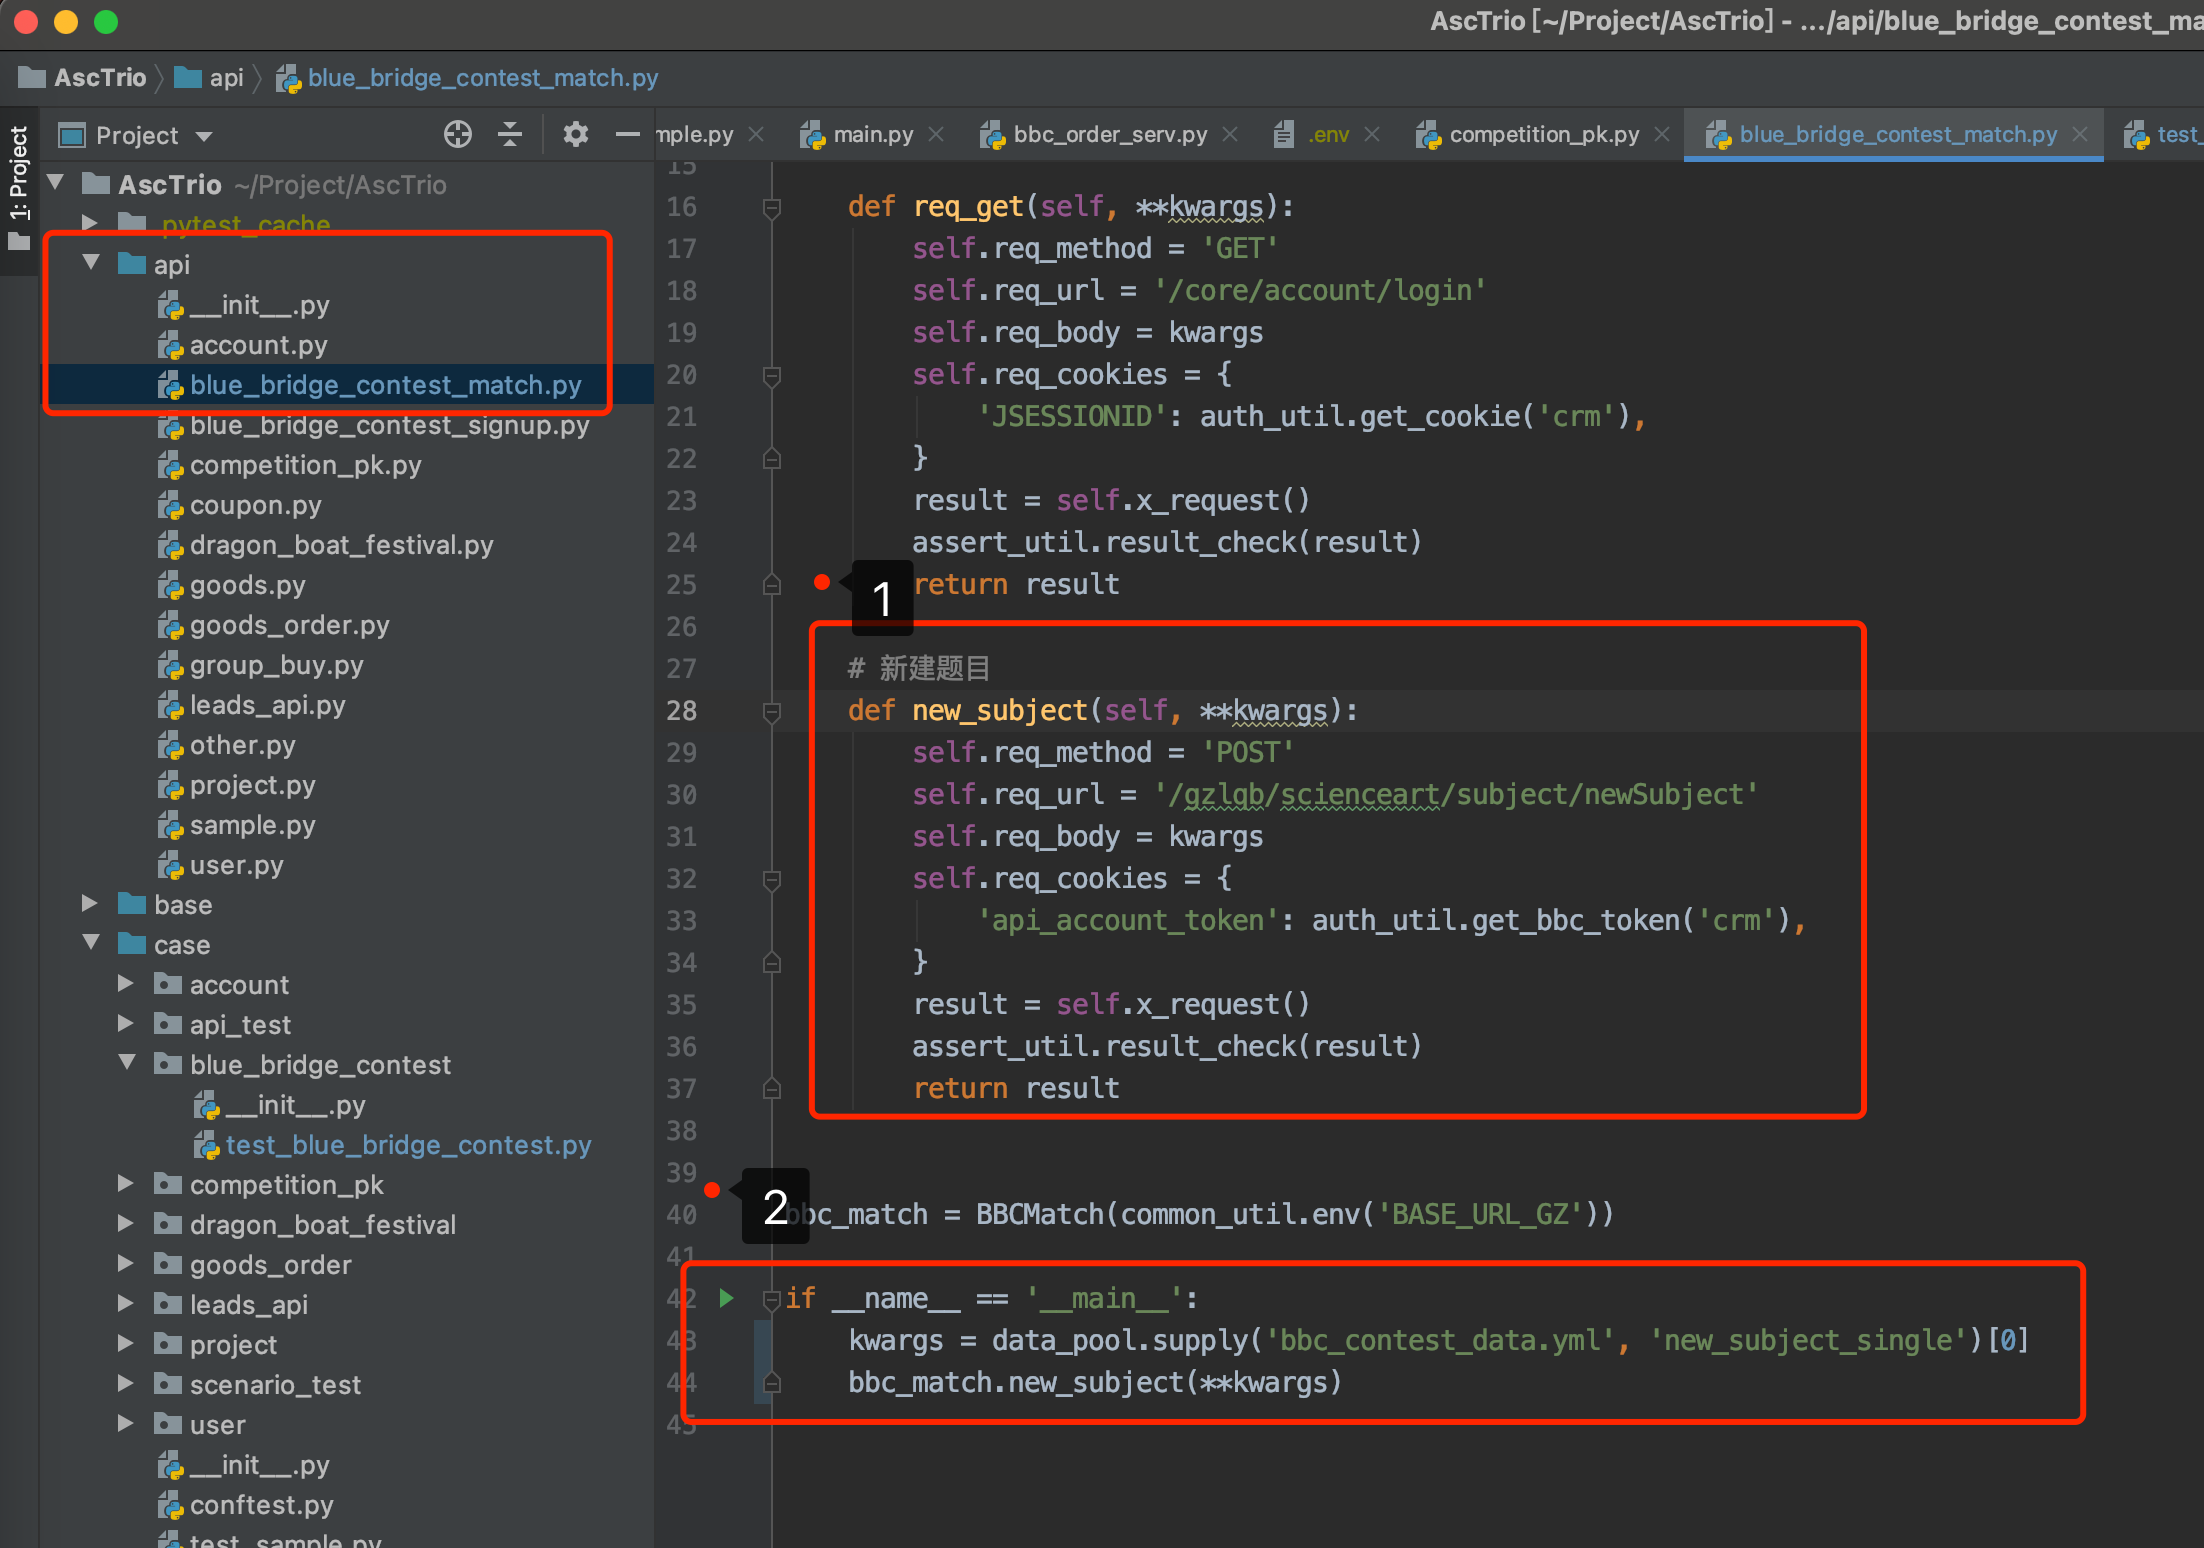 AscTrio [~/Project/AscTrio] - .../api/blue_bridge_contest_ma
AscTrio
api
blue_bridge_contest_match.py
1: Project
Project
mple.py
main.py
bbc_order_serv.py
.env
competition_pk.py
blue_bridge_contest_match.py
test_
AscTrio ~/Project/AscTrio
pytest_cache
api
__init__.py
account.py
blue_bridge_contest_match.py
blue_bridge_contest_signup.py
competition_pk.py
coupon.py
dragon_boat_festival.py
goods.py
goods_order.py
group_buy.py
leads_api.py
other.py
project.py
sample.py
user.py
base
case
account
api_test
blue_bridge_contest
__init__.py
test_blue_bridge_contest.py
competition_pk
dragon_boat_festival
goods_order
leads_api
project
scenario_test
user
__init__.py
conftest.py
test_sample.py
15
16 def req_get(self, **kwargs):
17 self.req_method = 'GET'
18 self.req_url = '/core/account/login'
19 self.req_body = kwargs
20 self.req_cookies = {
21 'JSESSIONID': auth_util.get_cookie('crm'),
22 }
23 result = self.x_request()
24 assert_util.result_check(result)
25 return result
1
26
27 # 新建题目
28 def new_subject(self, **kwargs):
29 self.req_method = 'POST'
30 self.req_url = '/gzlqb/scienceart/subject/newSubject'
31 self.req_body = kwargs
32 self.req_cookies = {
33 'api_account_token': auth_util.get_bbc_token('crm'),
34 }
35 result = self.x_request()
36 assert_util.result_check(result)
37 return result
38
39
2
40 bbc_match = BBCMatch(common_util.env('BASE_URL_GZ'))
41
42 if __name__ == '__main__':
43 kwargs = data_pool.supply('bbc_contest_data.yml', 'new_subject_single')[0]
44 bbc_match.new_subject(**kwargs)
45